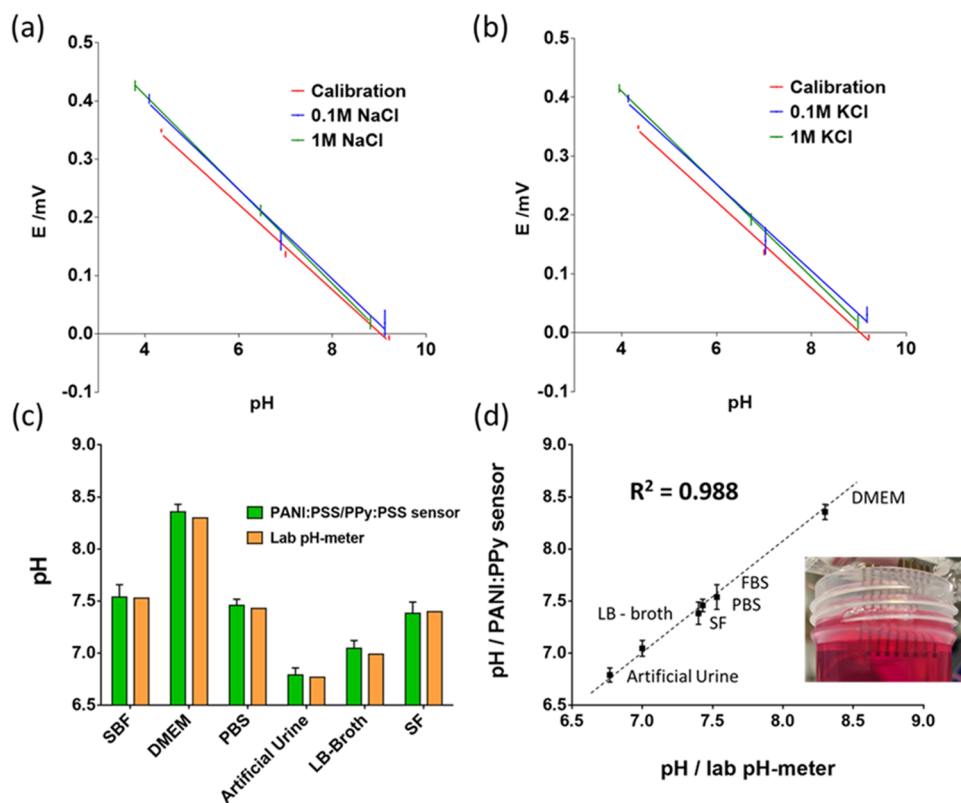 (a)
Calibration
0.1M NaCl
1M NaCl
E /mV
0.4
0.3
0.2
0.1
0.0
-0.1
4
6
8
10
pH
(b)
Calibration
0.1M KCl
1M KCl
E /mV
0.4
0.3
0.2
0.1
0.0
-0.1
4
6
8
10
pH
(c)
PANI:PSS/PPy:PSS sensor
Lab pH-meter
pH
9.0
8.5
8.0
7.5
7.0
6.5
SBF
DMEM
PBS
Artificial Urine
LB-Broth
SF
(d)
R² = 0.988
pH / PANI:PPy sensor
9.0
8.5
8.0
7.5
7.0
6.5
DMEM
FBS
PBS
LB - broth
SF
Artificial Urine
6.5
7.0
7.5
8.0
8.5
9.0
pH / lab pH-meter